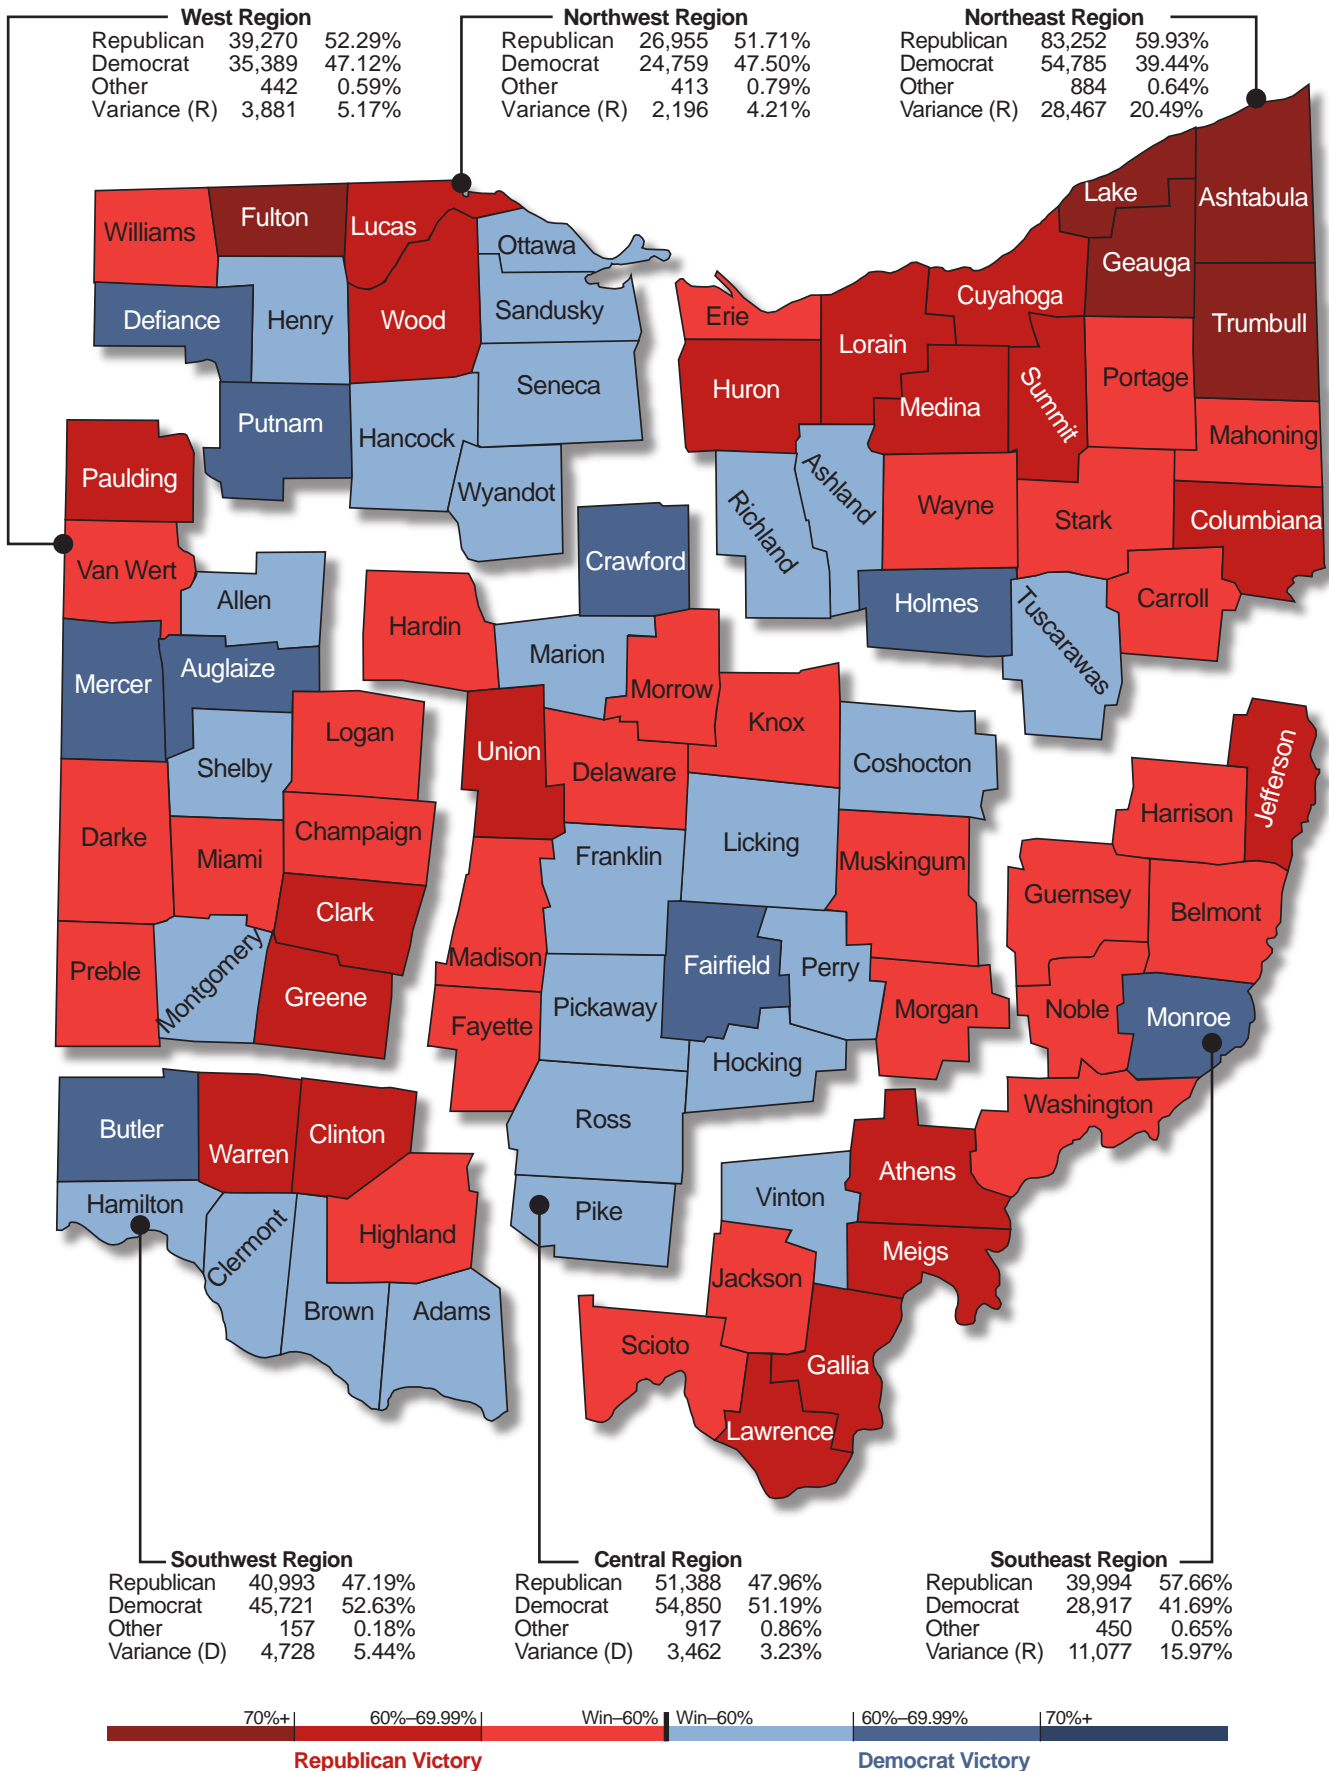 West Region
Republican 39,270 52.29%
Democrat 35,389 47.12%
Other 442 0.59%
Variance (R) 3,881 5.17%
Northwest Region
Republican 26,955 51.71%
Democrat 24,759 47.50%
Other 413 0.79%
Variance (R) 2,196 4.21%
Northeast Region
Republican 83,252 59.93%
Democrat 54,785 39.44%
Other 884 0.64%
Variance (R) 28,467 20.49%
Williams
Fulton
Lucas
Ottawa
Defiance
Henry
Wood
Sandusky
Seneca
Putnam
Hancock
Wyandot
Lake
Ashtabula
Geauga
Cuyahoga
Trumbull
Erie
Lorain
Huron
Medina
Summit
Portage
Mahoning
Richland
Ashland
Wayne
Stark
Columbiana
Holmes
Tuscarawas
Carroll
Paulding
Van Wert
Allen
Mercer
Auglaize
Shelby
Logan
Darke
Miami
Champaign
Clark
Preble
Montgomery
Greene
Crawford
Hardin
Marion
Morrow
Union
Delaware
Knox
Coshocton
Franklin
Licking
Muskingum
Madison
Fairfield
Perry
Pickaway
Fayette
Hocking
Morgan
Ross
Pike
Jefferson
Harrison
Guernsey
Belmont
Noble
Monroe
Washington
Athens
Vinton
Meigs
Jackson
Scioto
Gallia
Lawrence
Butler
Warren
Clinton
Hamilton
Clermont
Highland
Brown
Adams
Southwest Region
Republican 40,993 47.19%
Democrat 45,721 52.63%
Other 157 0.18%
Variance (D) 4,728 5.44%
Central Region
Republican 51,388 47.96%
Democrat 54,850 51.19%
Other 917 0.86%
Variance (D) 3,462 3.23%
Southeast Region
Republican 39,994 57.66%
Democrat 28,917 41.69%
Other 450 0.65%
Variance (R) 11,077 15.97%
70%+ 60%–69.99% Win–60% Win–60% 60%–69.99% 70%+
Republican Victory Democrat Victory